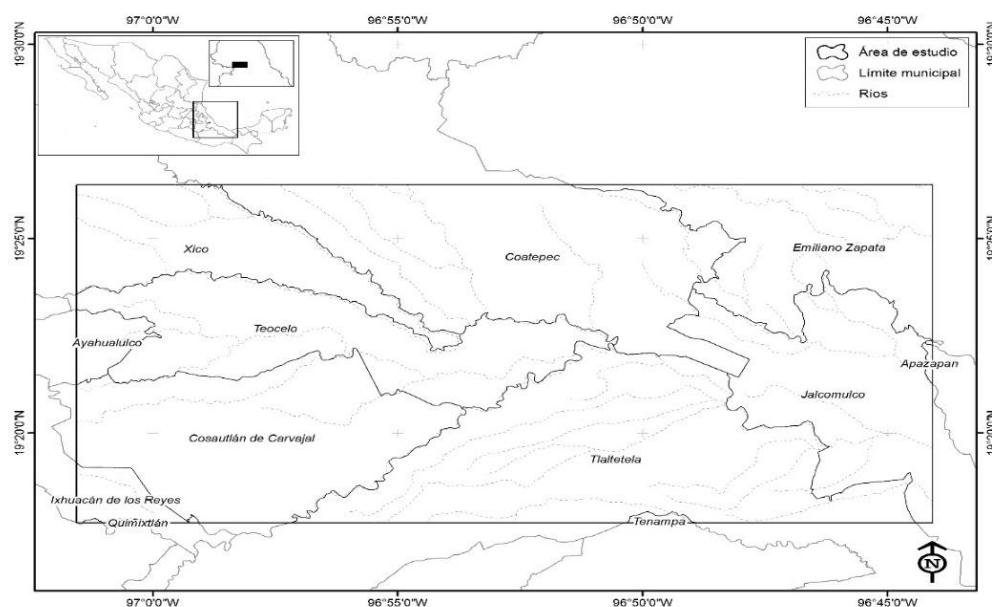 97°0'0"N
96°55'0"N
96°50'0"N
96°45'0"N
19°30'0"N
Área de estudio
Límite municipal
Ríos
19°25'0"N
Xico
Coatepec
Emiliano Zapata
Teocelo
Ayahualulco
Apazapan
Jalcomulco
19°20'0"N
Cosautlán de Carvajal
Tlaltetela
19°20'0"N
Ixhuacán de los Reyes
Quimixtlán
Tenampa
N
97°0'0"N
96°55'0"N
96°50'0"N
96°45'0"N